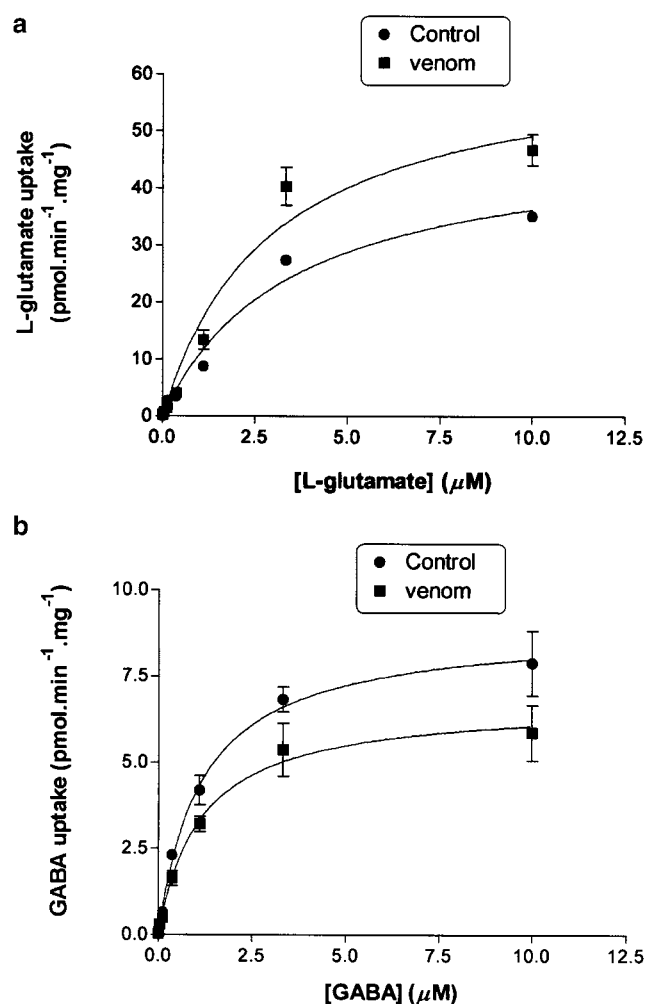 a
Control
venom
L-glutamate uptake
(pmol.min⁻¹.mg⁻¹)
60
50
40
30
20
10
0
0.0 2.5 5.0 7.5 10.0 12.5
[L-glutamate] (µM)
b
Control
venom
GABA uptake (pmol.min⁻¹.mg⁻¹)
10.0
7.5
5.0
2.5
0.0
0.0 2.5 5.0 7.5 10.0 12.5
[GABA] (µM)